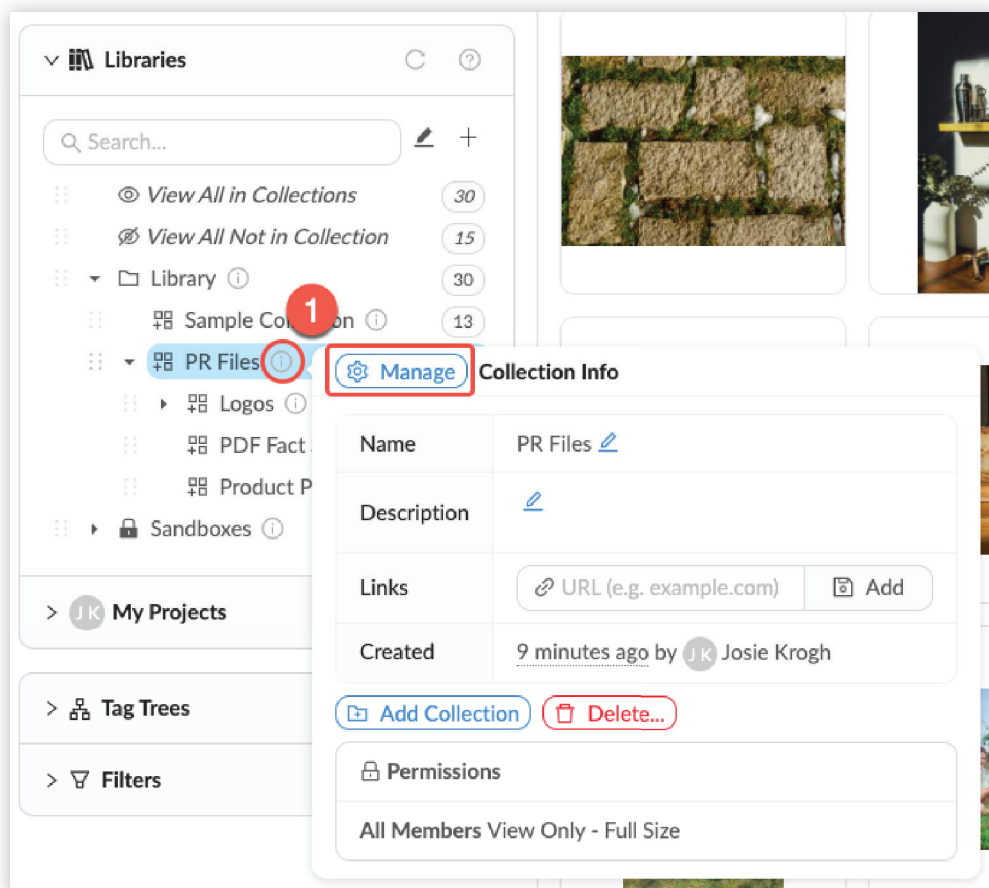 Libraries
Search...
View All in Collections 30
View All Not in Collection 15
Library 30
1
Sample Co on 13
PR Files
Manage Collection Info
Logos
PDF Fact
Product P
Sandboxes
Name PR Files
Description
Links URL (e.g. example.com) Add
Created 9 minutes ago by JK Josie Krogh
JK My Projects
Tag Trees
Filters
Add Collection Delete...
Permissions
All Members View Only - Full Size